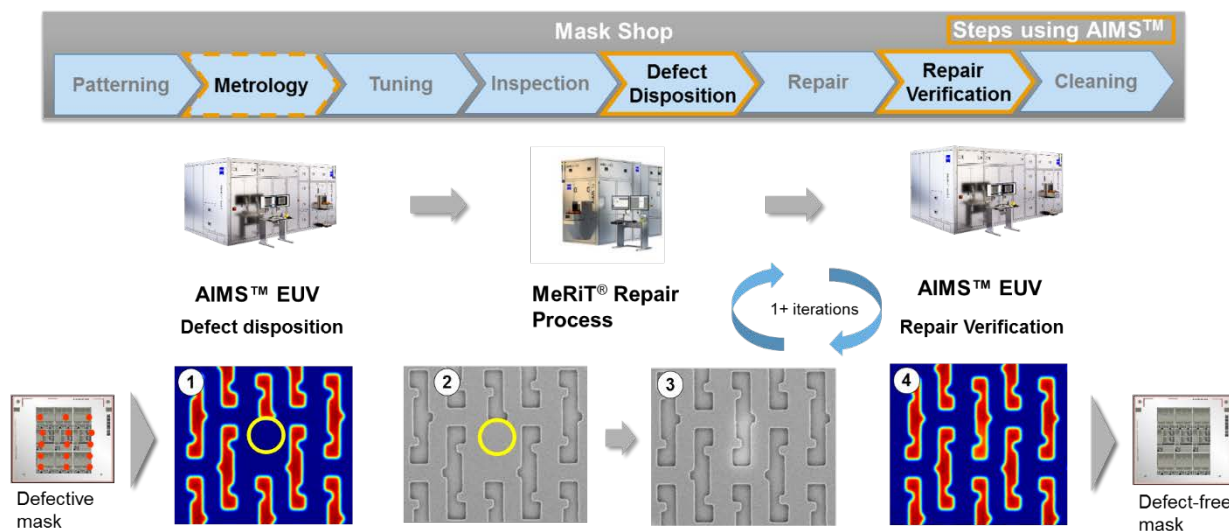 Mask Shop
Steps using AIMS™
Patterning
Metrology
Tuning
Inspection
Defect
Disposition
Repair
Repair
Verification
Cleaning
AIMS™ EUV
Defect disposition
MeRiT® Repair
Process
1+ iterations
AIMS™ EUV
Repair Verification
1
2
3
4
Defective
mask
Defect-free
mask